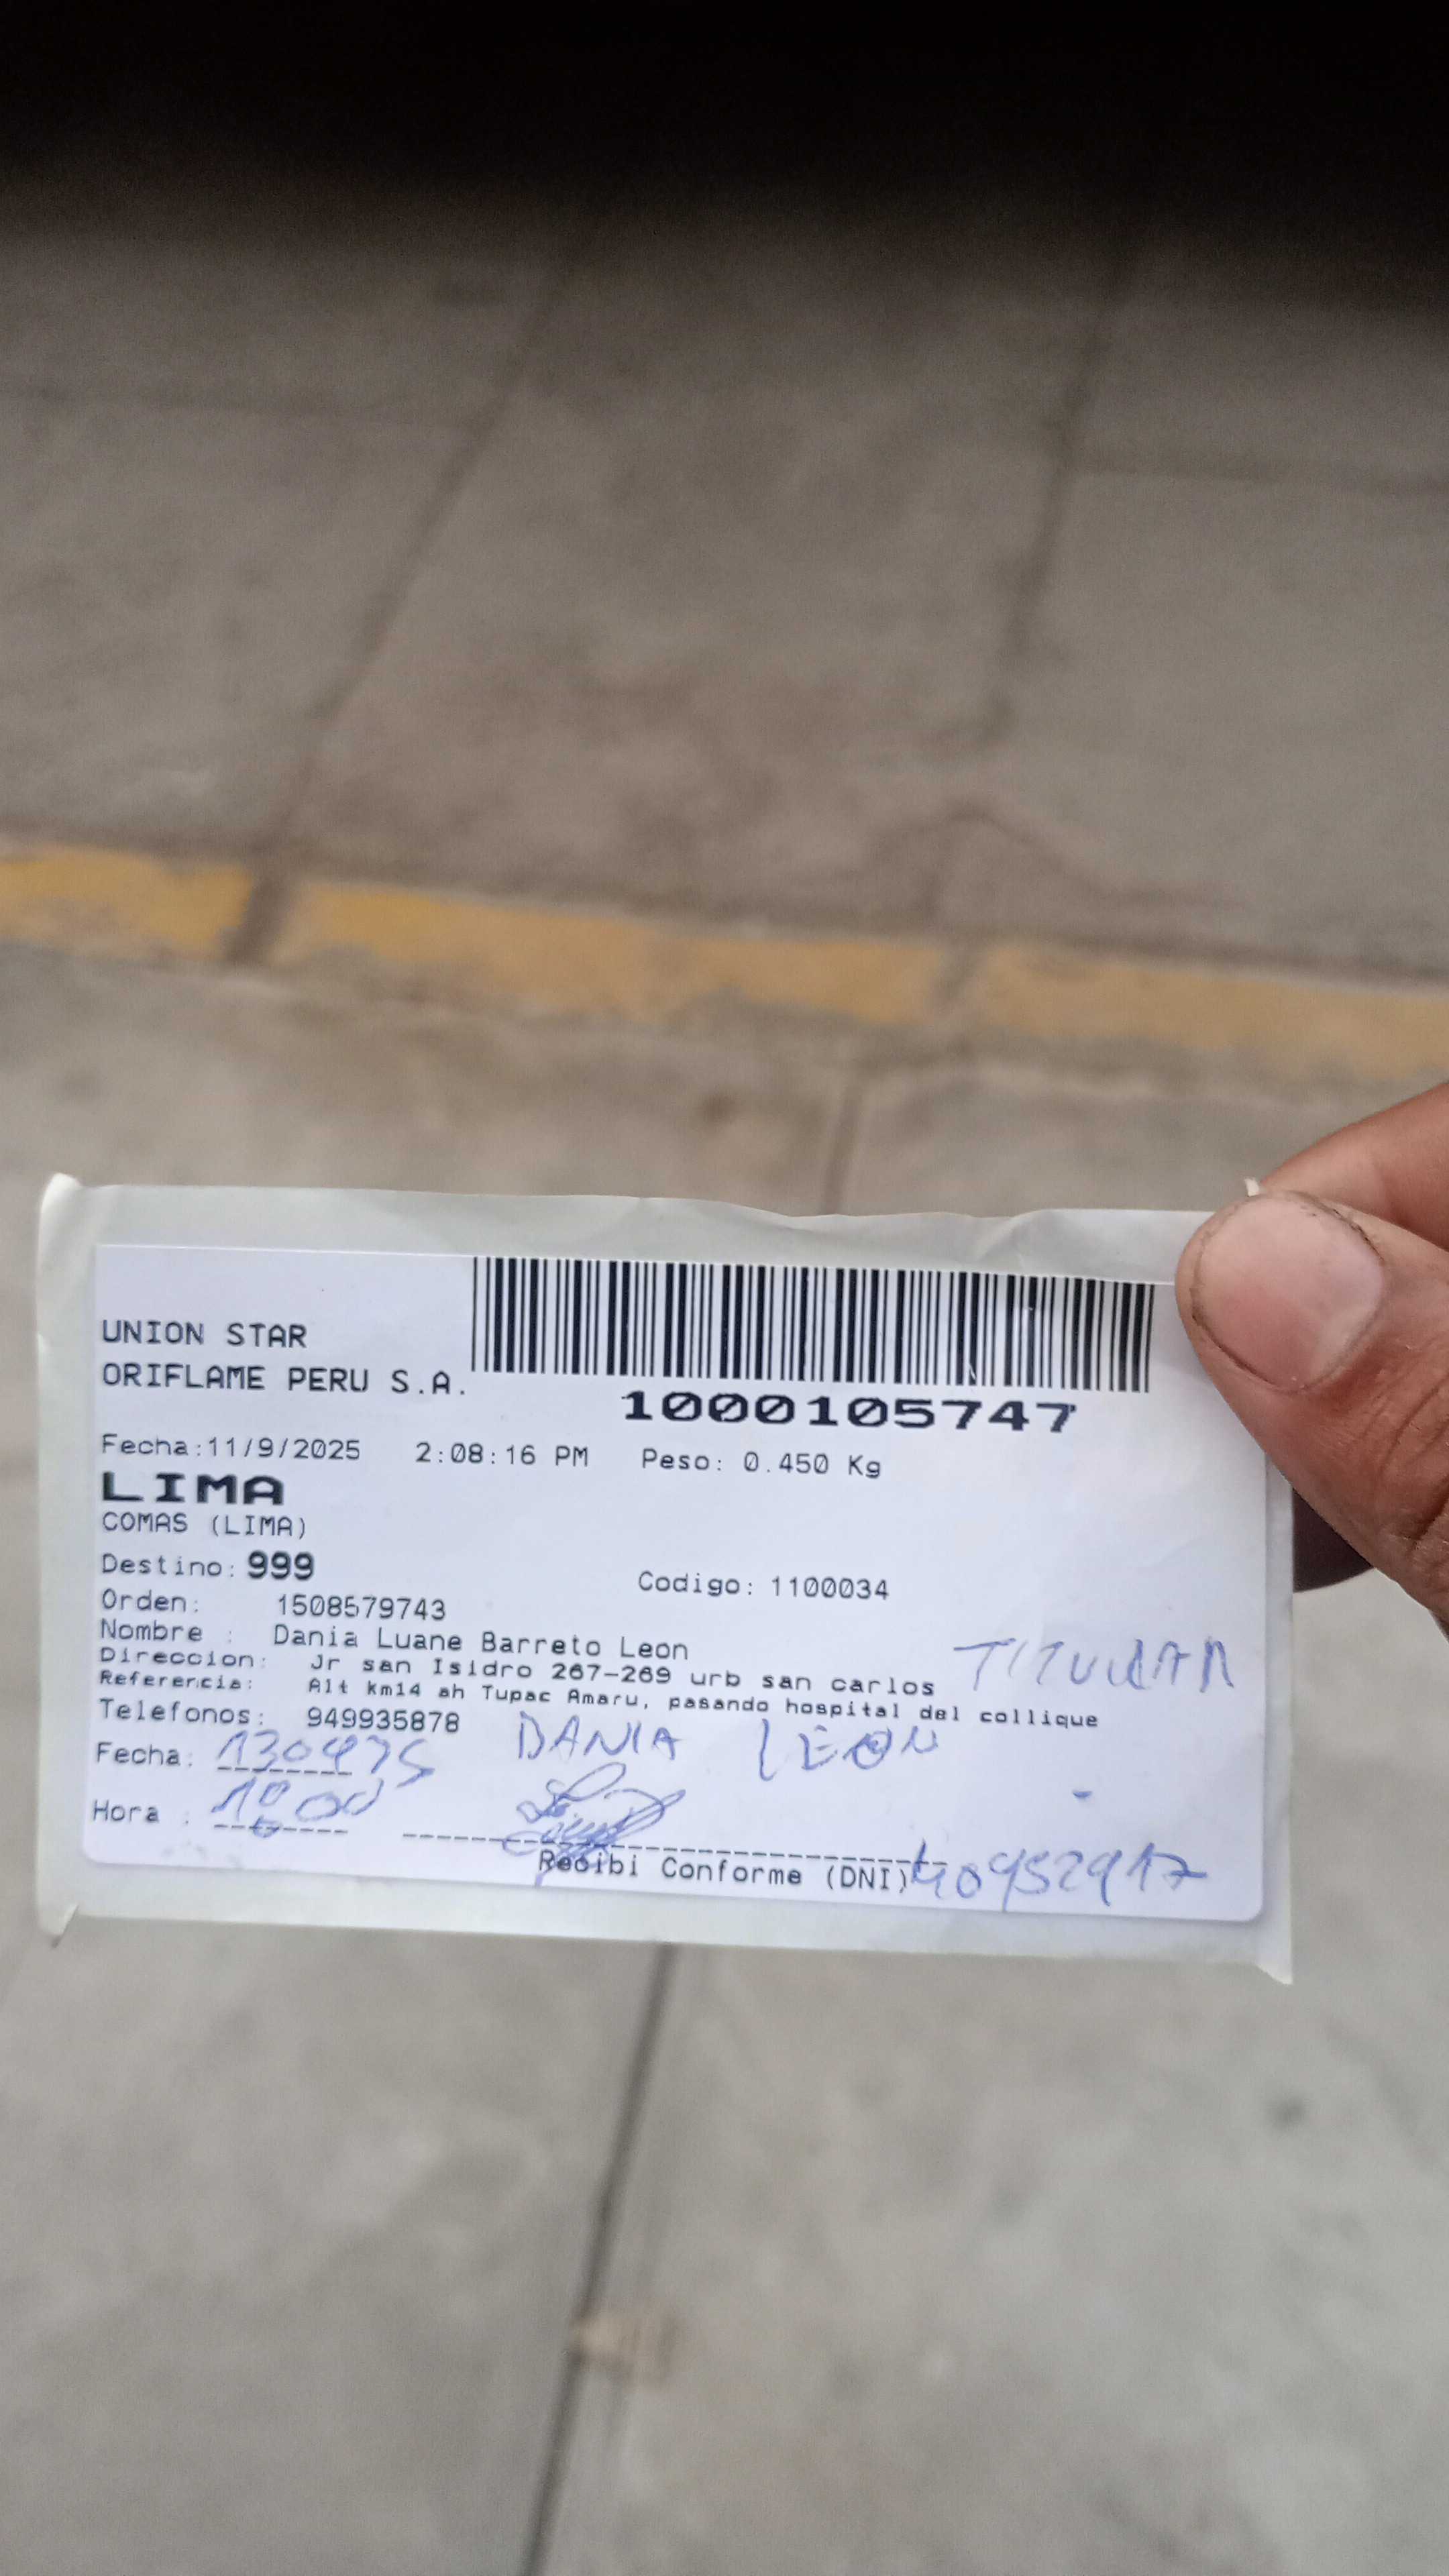 UNION STAR
ORIFLAME PERU S.A.
1000105747
Fecha:11/9/2025 2:08:16 PM Peso: 0.450 Kg
LIMA
COMAS (LIMA)
Destino: 999
Codigo: 1100034
Orden: 1508579743
Nombre : Dania Luane Barreto Leon
TITULAR
Direccion: Jr san Isidro 267-269 urb san carlos
Referencia: Alt km14 ah Tupac Amaru, pasando hospital del collique
Telefonos: 949935878
DANIA LEON
Fecha:
Hora :
Recibi Conforme (DNI) 40952917